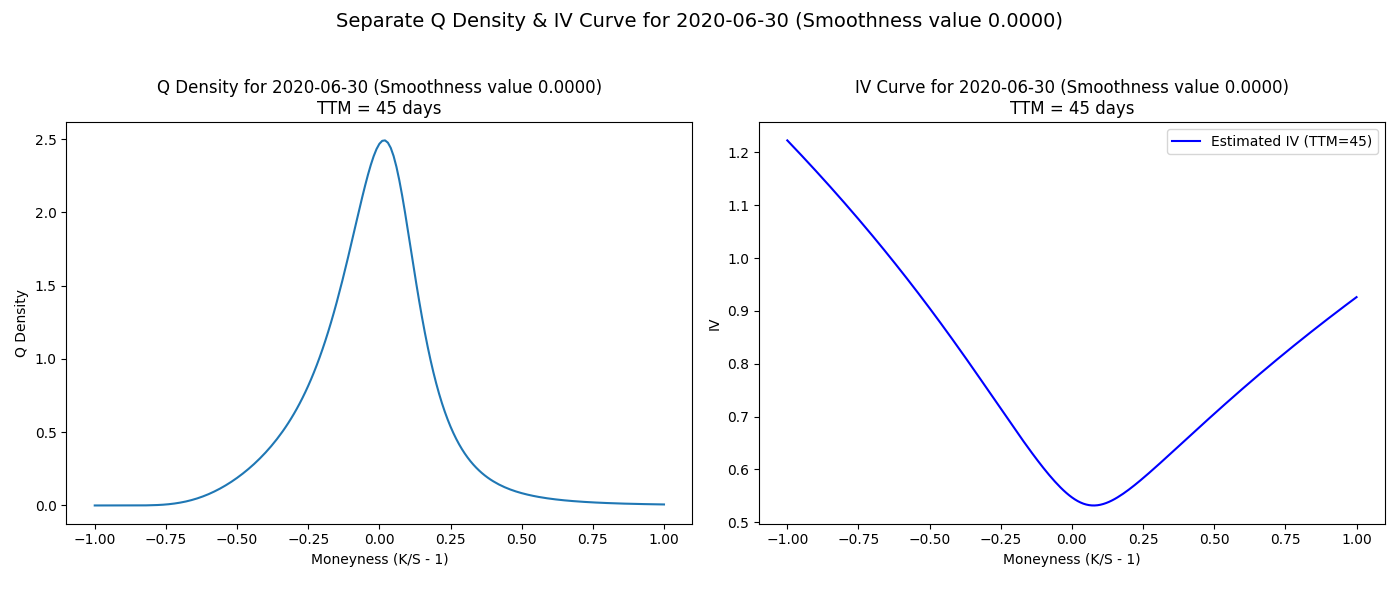 Separate Q Density & IV Curve for 2020-06-30 (Smoothness value 0.0000)
Q Density for 2020-06-30 (Smoothness value 0.0000)
TTM = 45 days
2.5
2.0
1.5
1.0
0.5
0.0
Q Density
−1.00 −0.75 −0.50 −0.25 0.00 0.25 0.50 0.75 1.00
Moneyness (K/S - 1)
IV Curve for 2020-06-30 (Smoothness value 0.0000)
TTM = 45 days
Estimated IV (TTM=45)
1.2
1.1
1.0
0.9
0.8
0.7
0.6
0.5
IV
−1.00 −0.75 −0.50 −0.25 0.00 0.25 0.50 0.75 1.00
Moneyness (K/S - 1)